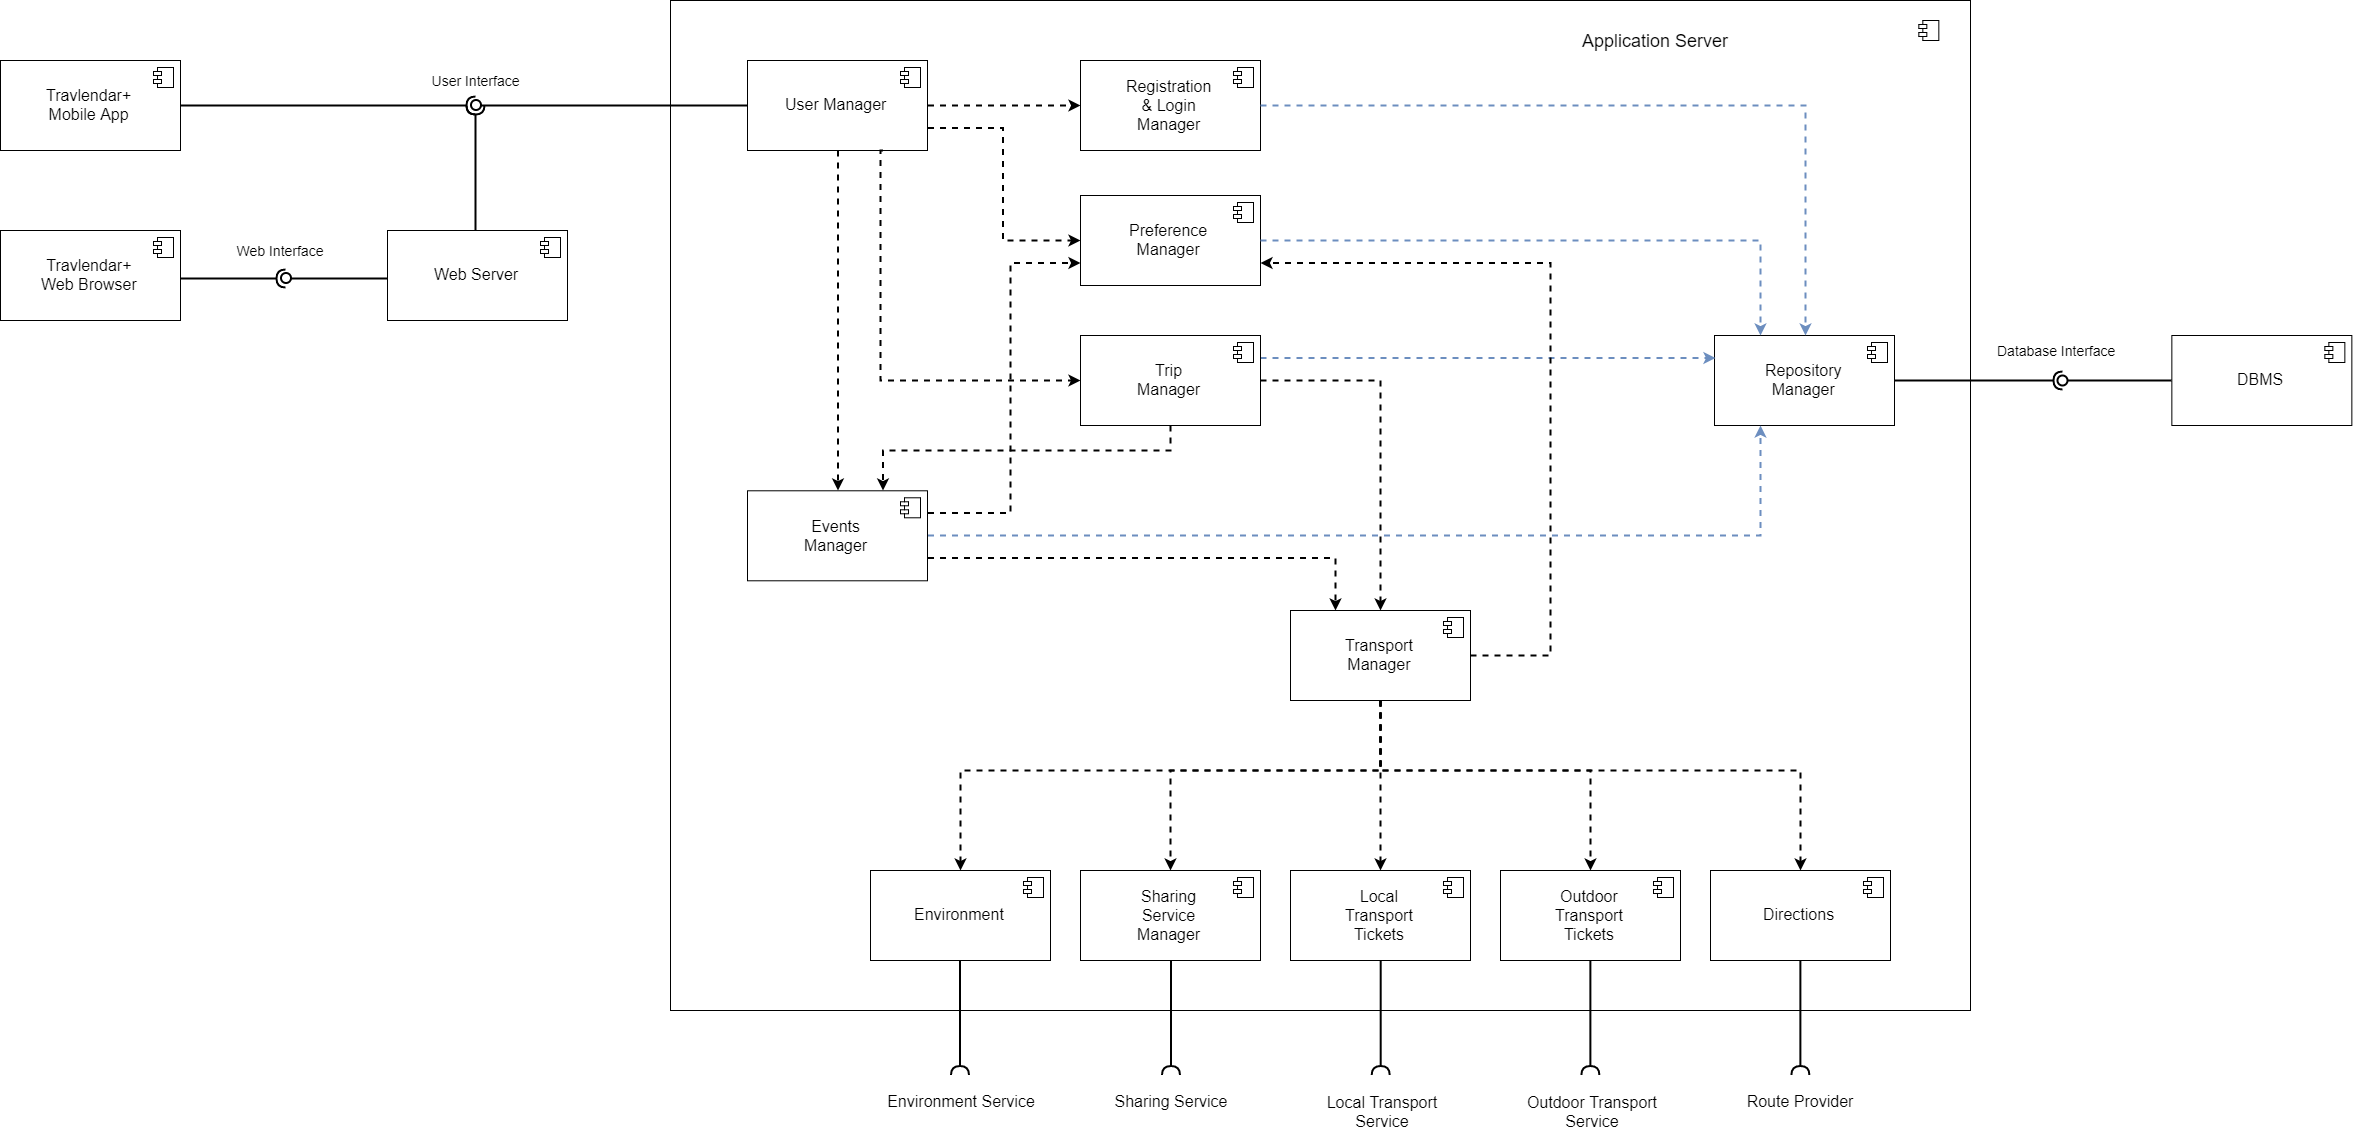 Application Server
User Interface
Travlendar+
Mobile App
User Manager
Registration
& Login
Manager
Web Interface
Travlendar+
Web Browser
Web Server
Preference
Manager
Trip
Manager
Repository
Manager
Database Interface
DBMS
Events
Manager
Transport
Manager
Environment
Sharing
Service
Manager
Local
Transport
Tickets
Outdoor
Transport
Tickets
Directions
Environment Service
Sharing Service
Local Transport
Service
Outdoor Transport
Service
Route Provider